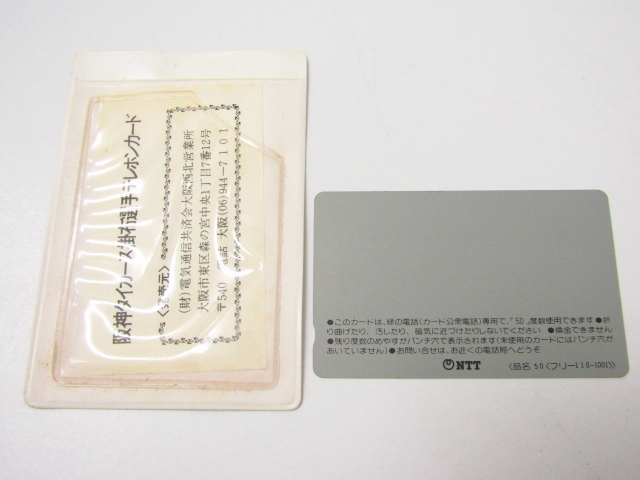 阪神タイガース掛布選手テレホンカード
〈発売元〉
(財)電気通信共済会大阪西北営業所
大阪市東区森の宮中央1丁目7番12号
〒540 電話 大阪(06)944-7101
●このカードは、緑の電話(カード公衆電話)専用で、"50"度数使用できます●折
り曲げたり、汚したり、磁気に近づけたりしないでください ●換金できません
●残り度数のめやすがパンチ穴で表示されます(未使用のカードにはパンチ穴が
あいていません)●お問い合せは、お近くの電話局へどうぞ
NTT
〈品名 50〈フリー110-1001〉〉